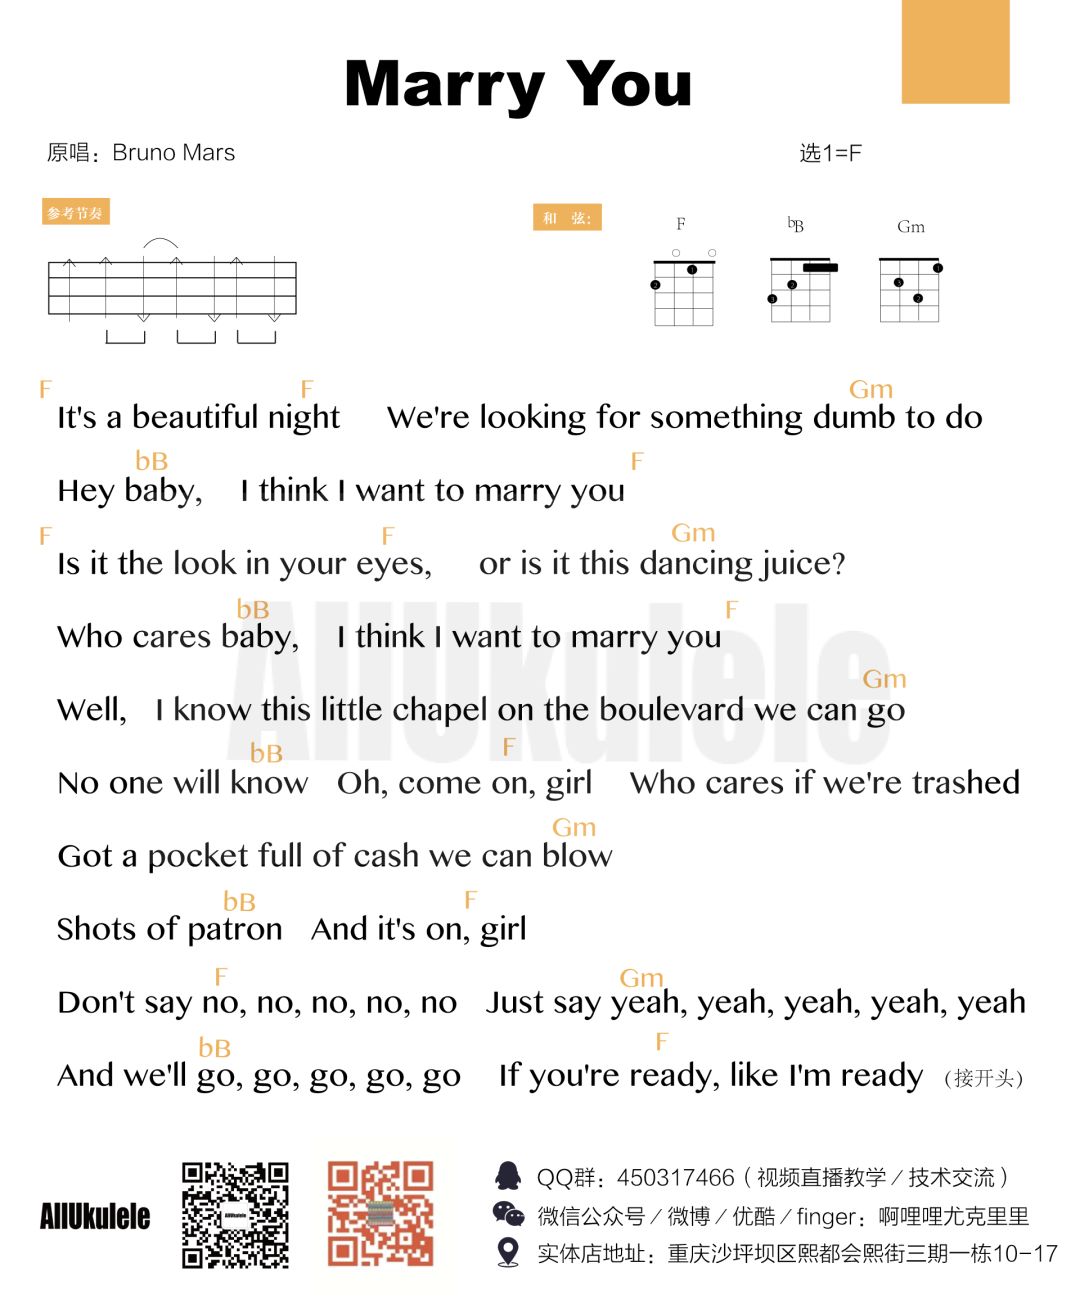 Marry You
原唱：Bruno Mars
选1=F
参考节奏
和 弦：
F
bB
Gm
2
1
3
2
1
3
2
F F Gm
It's a beautiful night We're looking for something dumb to do
bB F
Hey baby, I think I want to marry you
F F Gm
Is it the look in your eyes, or is it this dancing juice?
bB F
Who cares baby, I think I want to marry you
Gm
Well, I know this little chapel on the boulevard we can go
bB F
No one will know Oh, come on, girl Who cares if we're trashed
Gm
Got a pocket full of cash we can blow
bB F
Shots of patron And it's on, girl
F Gm
Don't say no, no, no, no, no Just say yeah, yeah, yeah, yeah, yeah
bB F
And we'll go, go, go, go, go If you're ready, like I'm ready （接开头）
AllUkulele
AllUkulele
AllUkulele
QQ群：450317466（视频直播教学／技术交流）
微信公众号／微博／优酷／finger：啊哩哩尤克里里
实体店地址：重庆沙坪坝区熙都会熙街三期一栋10-17